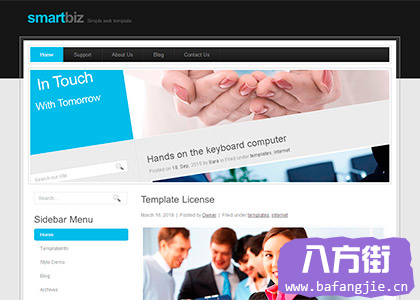 smartbiz Simple web template
Home Support About Us Blog Contact Us
In Touch
With Tomorrow
Hands on the keyboard computer
Posted on 18. Sep, 2015 by Bank in Filed under templates, internet
Search our site
Search...
Template License
March 16, 2018 | Posted by Owner | Filed under templates, internet
Sidebar Menu
Home
TemplateInfo
Style Demo
Blog
Archives
八方街
www.bafangjie.cn